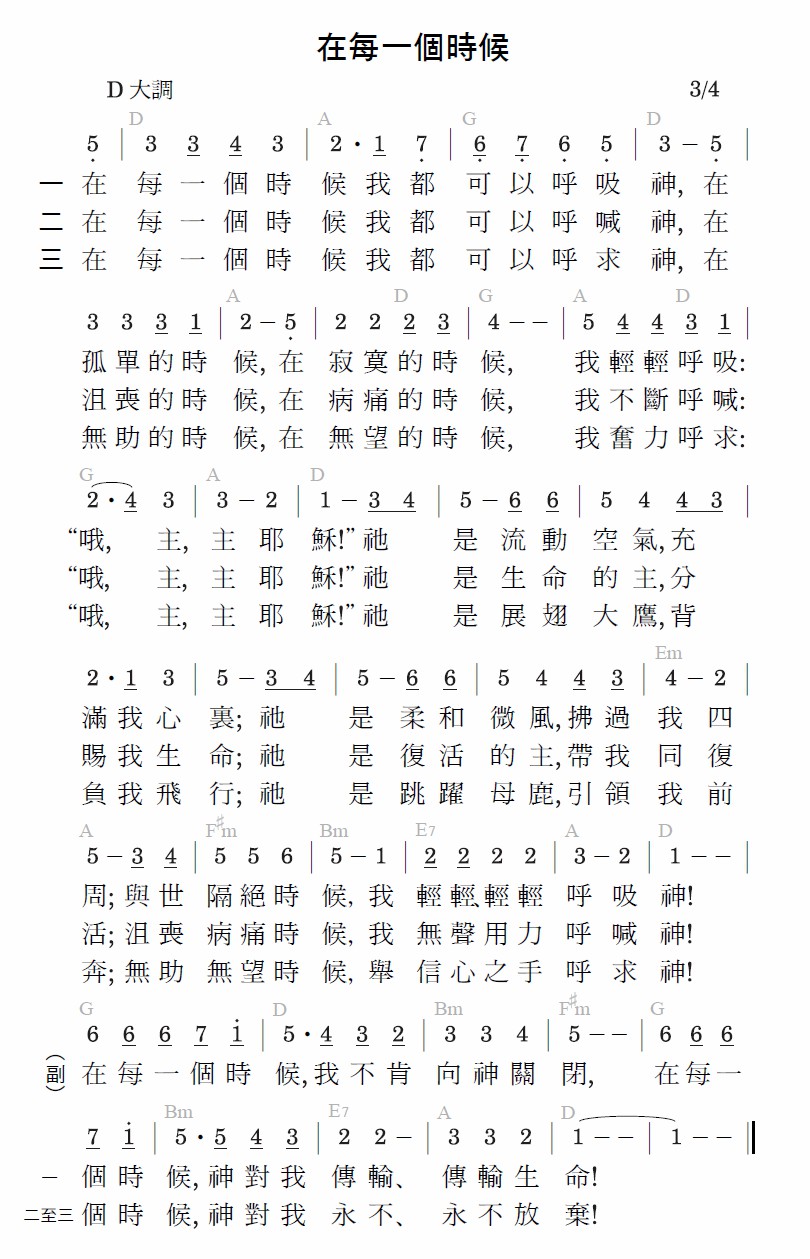 在每一個時候
D 大調 3/4
D A G D
5 | 3 3 4 3 | 2 · 1 7 | 6 7 6 5 | 3 – 5 |
一 在 每 一 個 時 候 我 都 可 以 呼 吸 神, 在
二 在 每 一 個 時 候 我 都 可 以 呼 喊 神, 在
三 在 每 一 個 時 候 我 都 可 以 呼 求 神, 在
A D G A D
3 3 3 1 | 2 – 5 | 2 2 2 3 | 4 – – | 5 4 4 3 1 |
孤 單 的 時 候, 在 寂 寞 的 時 候, 我 輕 輕 呼 吸:
沮 喪 的 時 候, 在 病 痛 的 時 候, 我 不 斷 呼 喊:
無 助 的 時 候, 在 無 望 的 時 候, 我 奮 力 呼 求:
G A D
2 · 4 3 | 3 – 2 | 1 – 3 4 | 5 – 6 6 | 5 4 4 3 |
“哦, 主, 主 耶 穌!” 祂 是 流 動 空 氣, 充
“哦, 主, 主 耶 穌!” 祂 是 生 命 的 主, 分
“哦, 主, 主 耶 穌!” 祂 是 展 翅 大 鷹, 背
Em
2 · 1 3 | 5 – 3 4 | 5 – 6 6 | 5 4 4 3 | 4 – 2 |
滿 我 心 裏; 祂 是 柔 和 微 風, 拂 過 我 四
賜 我 生 命; 祂 是 復 活 的 主, 帶 我 同 復
負 我 飛 行; 祂 是 跳 躍 母 鹿, 引 領 我 前
A F♯m Bm E7 A D
5 – 3 4 | 5 5 6 | 5 – 1 | 2 2 2 2 | 3 – 2 | 1 – – |
周; 與 世 隔 絕 時 候, 我 輕 輕、輕 輕 呼 吸 神!
活; 沮 喪 病 痛 時 候, 我 無 聲 用 力 呼 喊 神!
奔; 無 助 無 望 時 候, 舉 信 心 之 手 呼 求 神!
G D Bm F♯m G
6 6 6 7 1 | 5 · 4 3 2 | 3 3 4 | 5 – – | 6 6 6
(副) 在 每 一 個 時 候, 我 不 肯 向 神 關 閉, 在 每 一
Bm E7 A D
7 1 | 5 · 5 4 3 | 2 2 – | 3 3 2 | 1 – – | 1 – – ||
一 個 時 候, 神 對 我 傳 輸、 傳 輸 生 命!
二至三 個 時 候, 神 對 我 永 不、 永 不 放 棄!